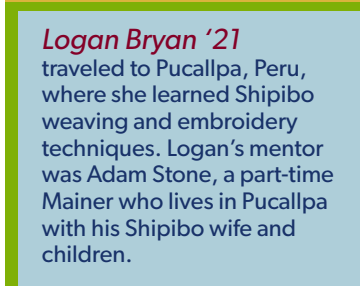 Logan Bryan ‘21
traveled to Pucallpa, Peru,
where she learned Shipibo
weaving and embroidery
techniques. Logan’s mentor
was Adam Stone, a part-time
Mainer who lives in Pucallpa
with his Shipibo wife and
children.